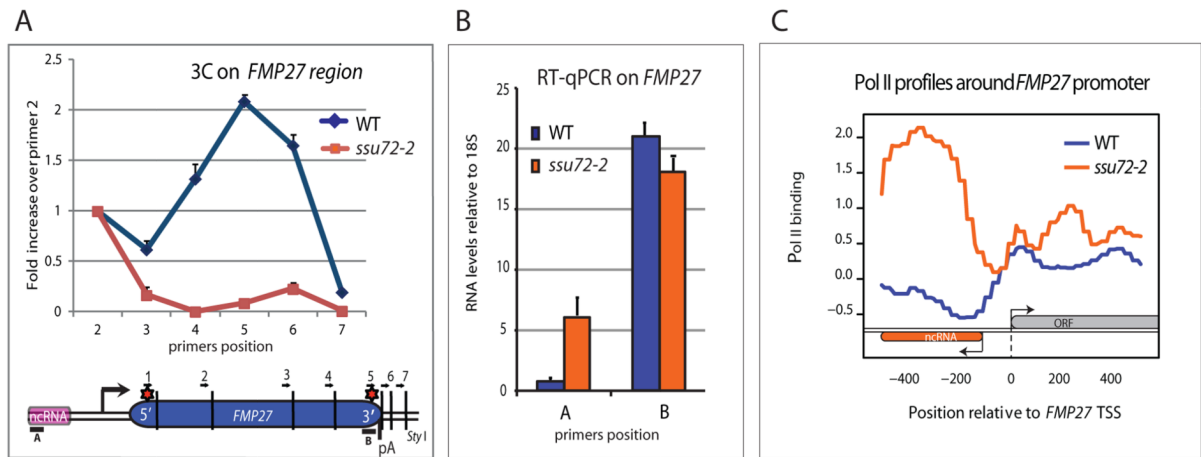 A
3C on FMP27 region
Fold increase over primer 2
2.5
2
1.5
1
0.5
0
WT
ssu72-2
2 3 4 5 6 7
primers position
1 2 3 4 5 6 7
ncRNA
A
5' FMP27 3'
B
pA
Sty I
B
RT-qPCR on FMP27
RNA levels relative to 18S
25
20
15
10
5
0
WT
ssu72-2
A B
primers position
C
Pol II profiles around FMP27 promoter
Pol II binding
2.0
1.5
1.0
0.5
0.0
−0.5
WT
ssu72-2
ORF
ncRNA
−400 −200 0 200 400
Position relative to FMP27 TSS